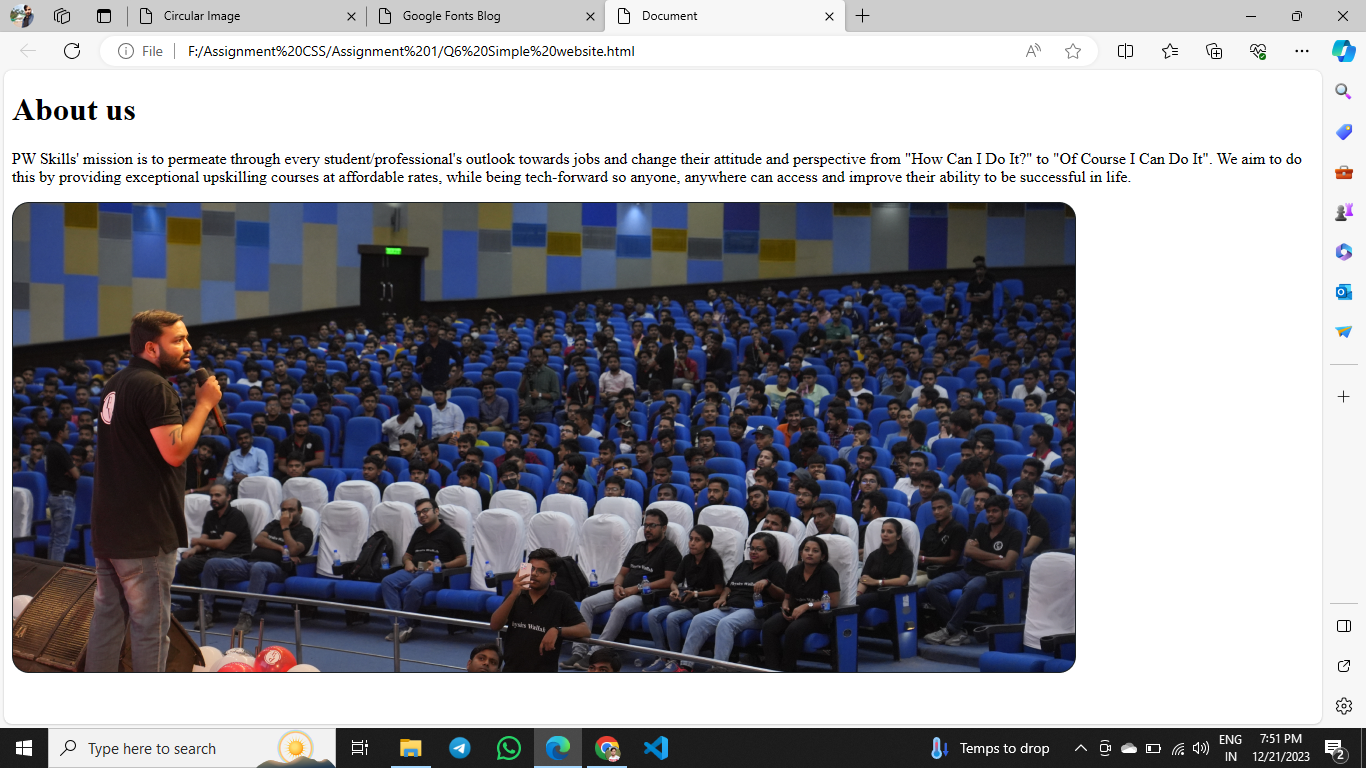 Circular Image
Google Fonts Blog
Document
File
F:/Assignment%20CSS/Assignment%201/Q6%20Simple%20website.html
About us
PW Skills' mission is to permeate through every student/professional's outlook towards jobs and change their attitude and perspective from "How Can I Do It?" to "Of Course I Can Do It". We aim to do
this by providing exceptional upskilling courses at affordable rates, while being tech-forward so anyone, anywhere can access and improve their ability to be successful in life.
Type here to search
Temps to drop
ENG
IN
7:51 PM
12/21/2023
2